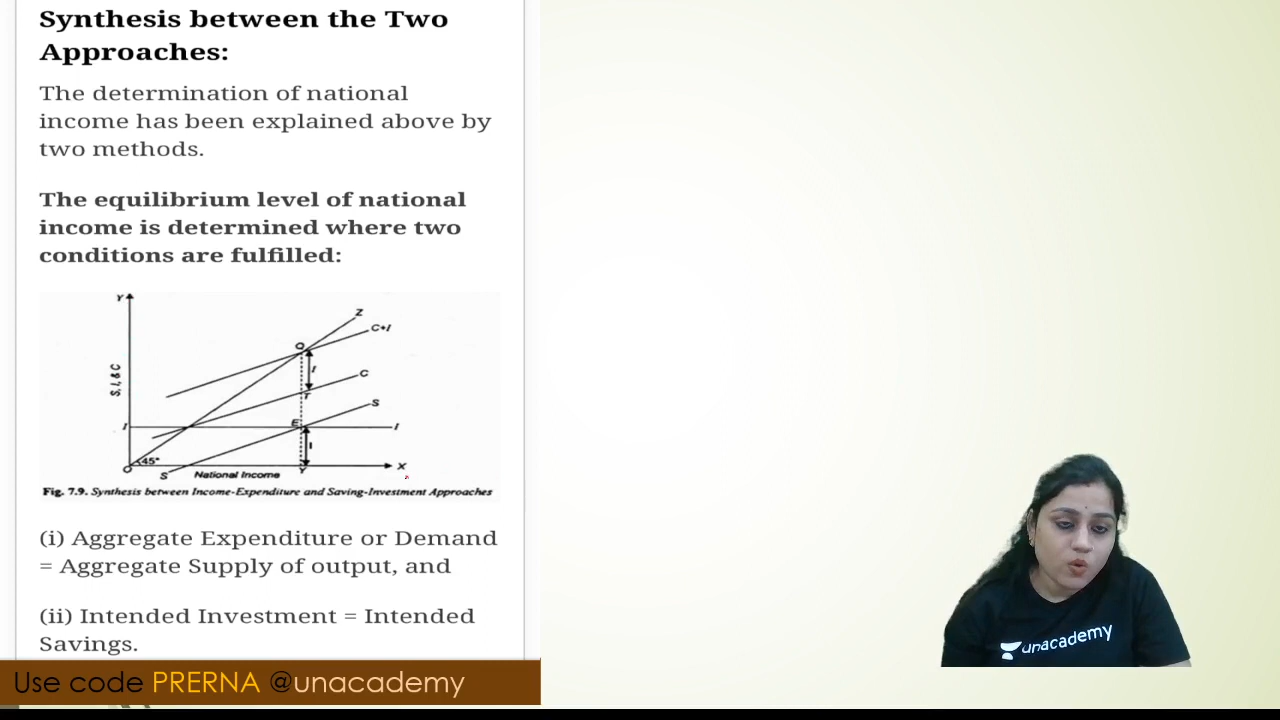 Synthesis between the Two
Approaches:
The determination of national
income has been explained above by
two methods.
The equilibrium level of national
income is determined where two
conditions are fulfilled:
Y
Z
C+I
Q
I
C
S, I, & C
T
S
E
I
I
I
O
45°
S
National Income
Y
X
Fig. 7.9. Synthesis between Income-Expenditure and Saving-Investment Approaches
(i) Aggregate Expenditure or Demand
= Aggregate Supply of output, and
(ii) Intended Investment = Intended
Savings.
unacademy
Use code PRERNA @unacademy